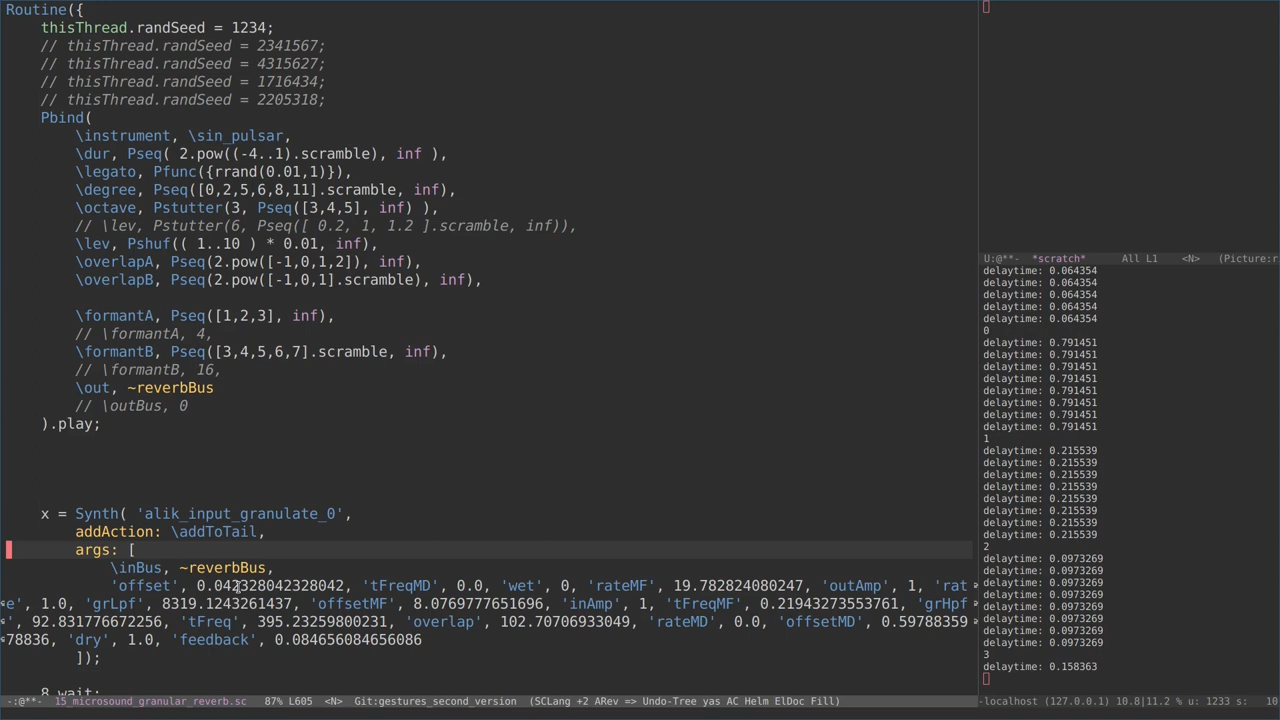 Routine({
thisThread.randSeed = 1234;
// thisThread.randSeed = 2341567;
// thisThread.randSeed = 4315627;
// thisThread.randSeed = 1716434;
// thisThread.randSeed = 2205318;
Pbind(
\instrument, \sin_pulsar,
\dur, Pseq( 2.pow((-4..1).scramble), inf ),
\legato, Pfunc({rrand(0.01,1)}),
\degree, Pseq([0,2,5,6,8,11].scramble, inf),
\octave, Pstutter(3, Pseq([3,4,5], inf) ),
// \lev, Pstutter(6, Pseq([ 0.2, 1, 1.2 ].scramble, inf)),
\lev, Pshuf(( 1..10 ) * 0.01, inf),
\overlapA, Pseq(2.pow([-1,0,1,2]), inf),
\overlapB, Pseq(2.pow([-1,0,1].scramble), inf),
\formantA, Pseq([1,2,3], inf),
// \formantA, 4,
\formantB, Pseq([3,4,5,6,7].scramble, inf),
// \formantB, 16,
\out, ~reverbBus
// \outBus, 0
).play;
x = Synth( 'alik_input_granulate_0',
addAction: \addToTail,
args: [
\inBus, ~reverbBus,
'offset', 0.042328042328042, 'tFreqMD', 0.0, 'wet', 0, 'rateMF', 19.782824080247, 'outAmp', 1, 'rat
e', 1.0, 'grLpf', 8319.1243261437, 'offsetMF', 8.0769777651696, 'inAmp', 1, 'tFreqMF', 0.21943273553761, 'grHpf
', 92.831776672256, 'tFreq', 395.23259800231, 'overlap', 102.70706933049, 'rateMD', 0.0, 'offsetMD', 0.59788359
78836, 'dry', 1.0, 'feedback', 0.084656084656086
]);
8.wait;
-:@**-  15_microsound_granular_reverb.sc  87% L605  <N>  Git:gestures_second_version  (SCLang +2 ARev => Undo-Tree yas AC Helm ElDoc Fill)
U:@**-  *scratch*  All L1  <N>  (Picture:r
delaytime: 0.064354
delaytime: 0.064354
delaytime: 0.064354
delaytime: 0.064354
delaytime: 0.064354
0
delaytime: 0.791451
delaytime: 0.791451
delaytime: 0.791451
delaytime: 0.791451
delaytime: 0.791451
delaytime: 0.791451
delaytime: 0.791451
delaytime: 0.791451
1
delaytime: 0.215539
delaytime: 0.215539
delaytime: 0.215539
delaytime: 0.215539
delaytime: 0.215539
delaytime: 0.215539
delaytime: 0.215539
delaytime: 0.215539
2
delaytime: 0.0973269
delaytime: 0.0973269
delaytime: 0.0973269
delaytime: 0.0973269
delaytime: 0.0973269
delaytime: 0.0973269
delaytime: 0.0973269
delaytime: 0.0973269
3
delaytime: 0.158363
-localhost (127.0.0.1) 10.8|11.2 % u: 1233 s:  10